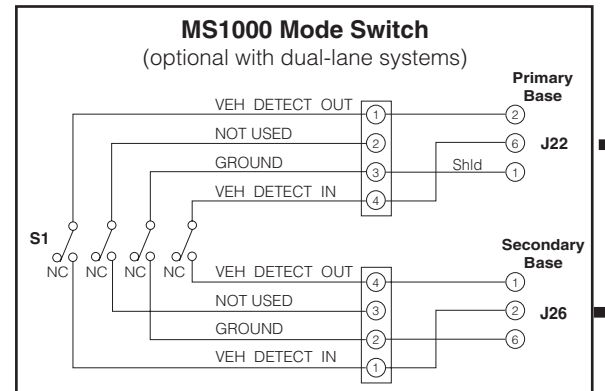 MS1000 Mode Switch
(optional with dual-lane systems)
Primary
Base
VEH DETECT OUT 1 2
NOT USED 2 6 J22
GROUND 3 Shld 1
VEH DETECT IN 4
S1
NC NC NC NC
Secondary
Base
VEH DETECT OUT 4 1
NOT USED 3 2 J26
GROUND 2 6
VEH DETECT IN 1